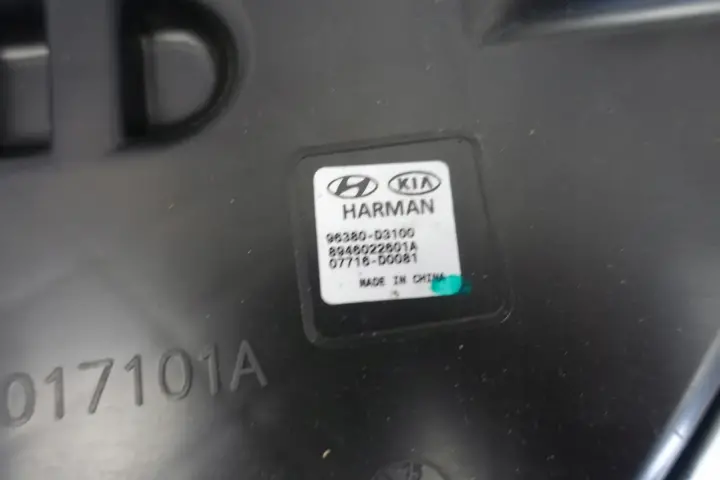 KIA
HARMAN
96380-D3100
8946022601A
07716-D0081
MADE IN CHINA
017101A